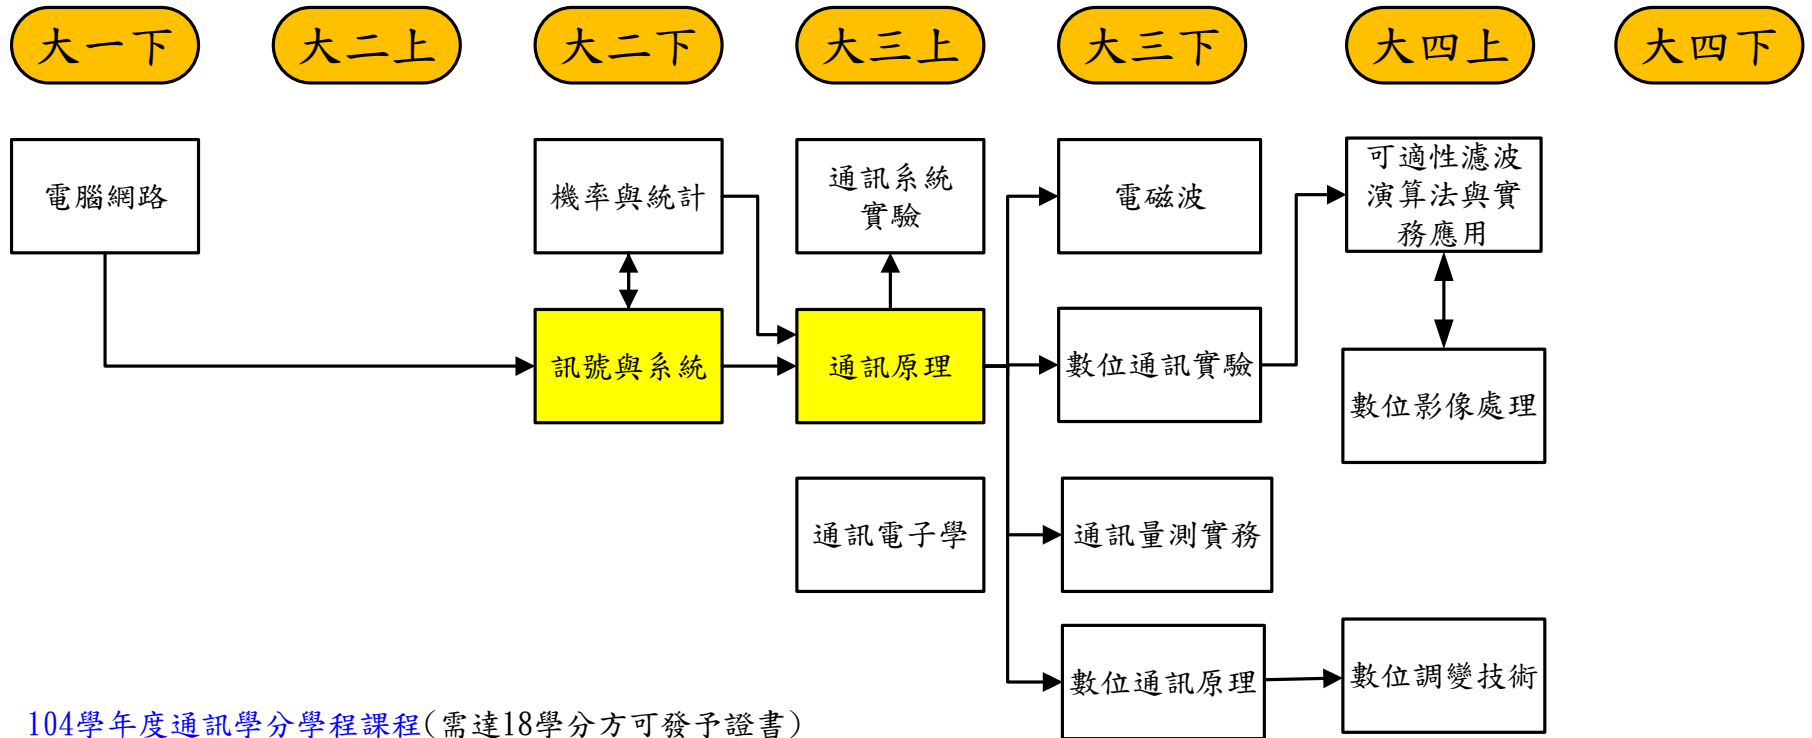 大一下
大二上
大二下
大三上
大三下
大四上
大四下
電腦網路
機率與統計
通訊系統
實驗
電磁波
可適性濾波
演算法與實
務應用
訊號與系統
通訊原理
數位通訊實驗
數位影像處理
通訊電子學
通訊量測實務
數位通訊原理
數位調變技術
104學年度通訊學分學程課程(需達18學分方可發予證書)